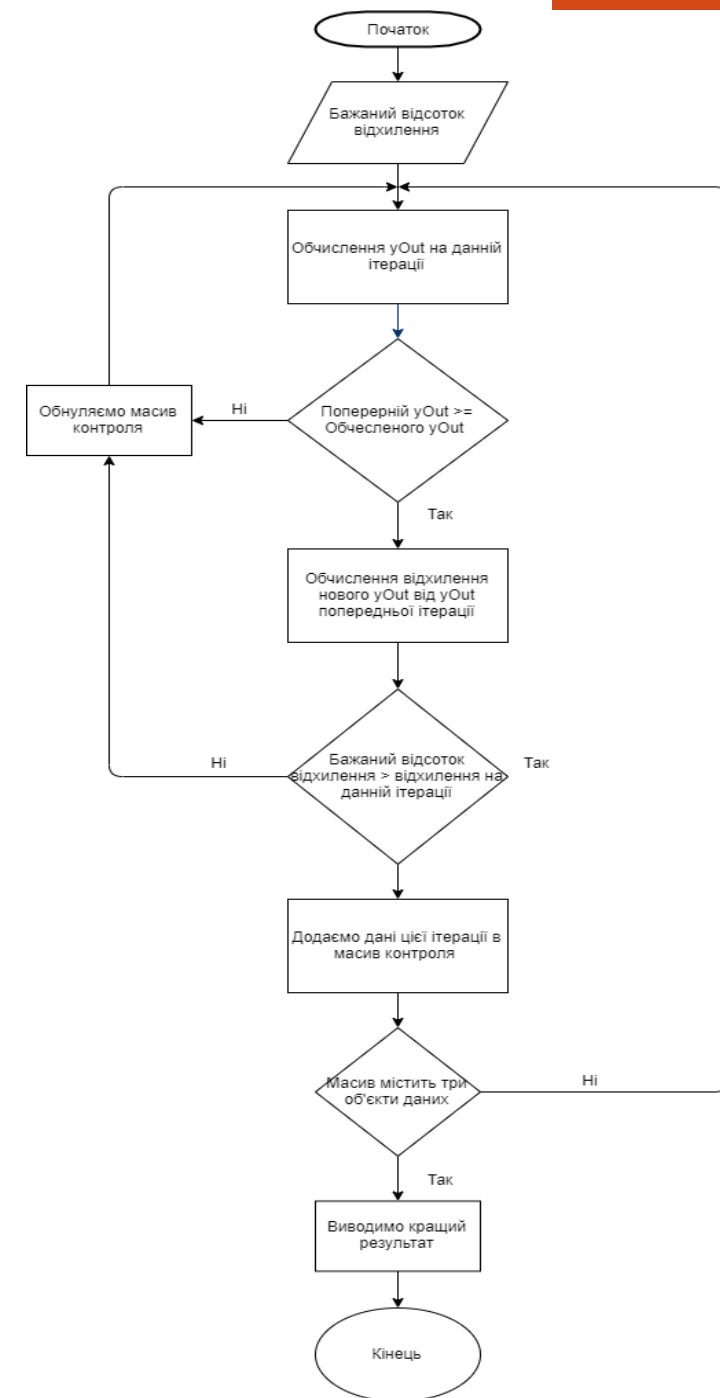 Початок
Бажаний відсоток
відхилення
Обчислення yOut на данній
ітерації
Обнуляємо масив
контроля
Ні
Поперерній yOut >=
Обчесленого yOut
Так
Обчислення відхилення
нового yOut від yOut
попередньої ітерації
Ні
Бажаний відсоток
відхилення > відхилення на
данній ітерації
Так
Додаємо дані цієї ітерації в
масив контроля
Масив містить три
об'єкти даних
Ні
Так
Виводимо кращий
результат
Кінець